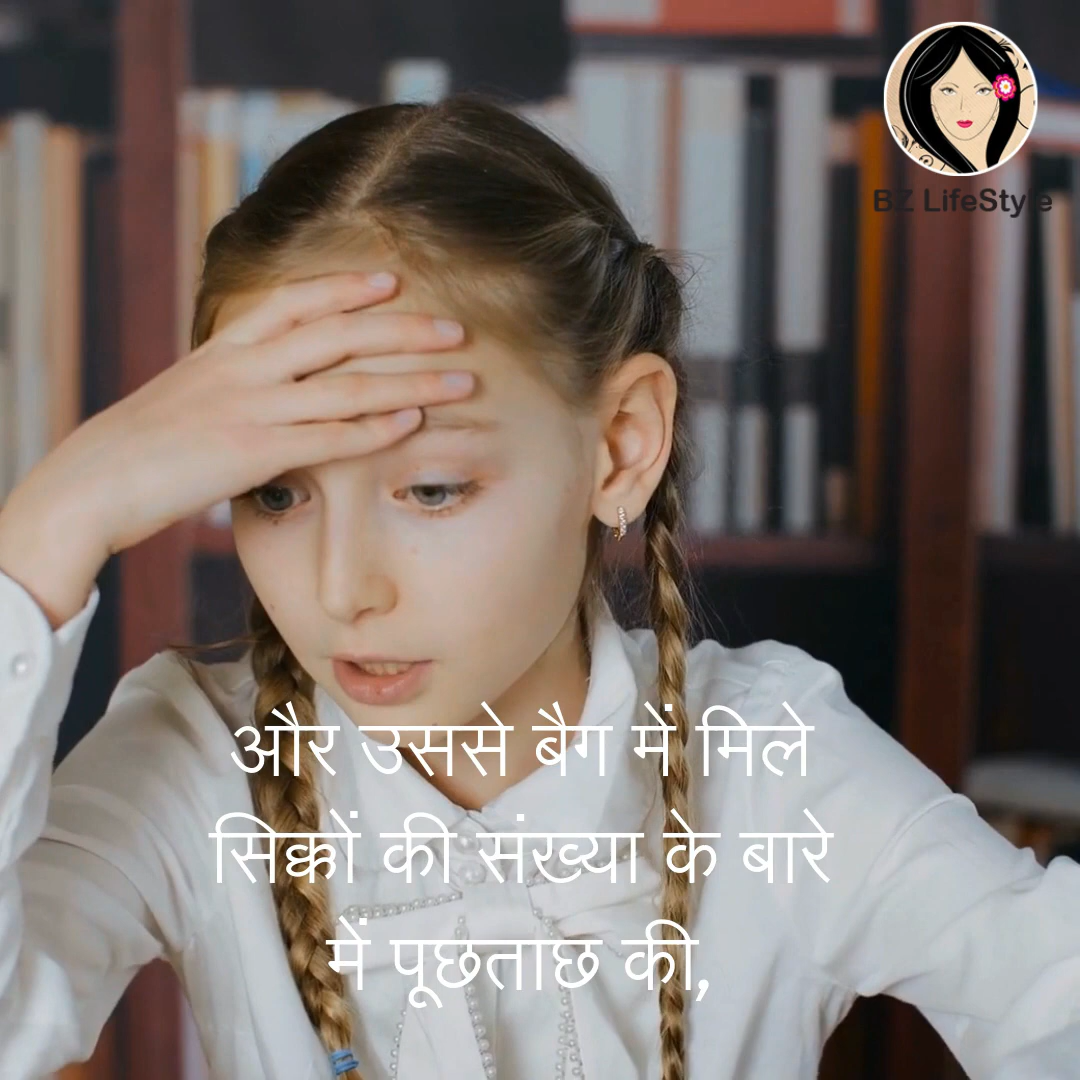 BZ LifeStyle
और उससे बैग में मिले
सिक्कों की संख्या के बारे
में पूछताछ की,